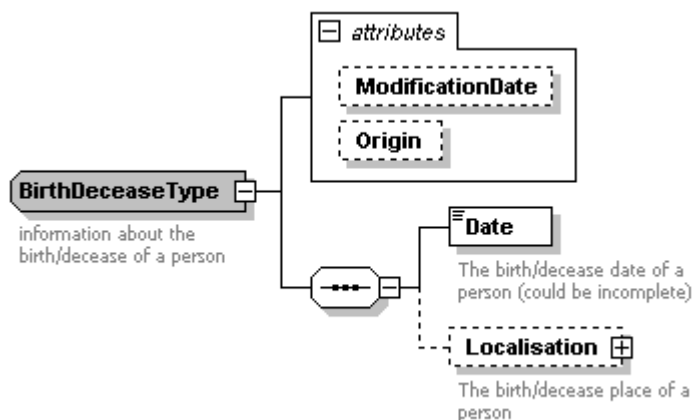 attributes
ModificationDate
Origin
BirthDeceaseType
information about the
birth/decease of a person
Date
The birth/decease date of a
person (could be incomplete)
Localisation
The birth/decease place of a
person